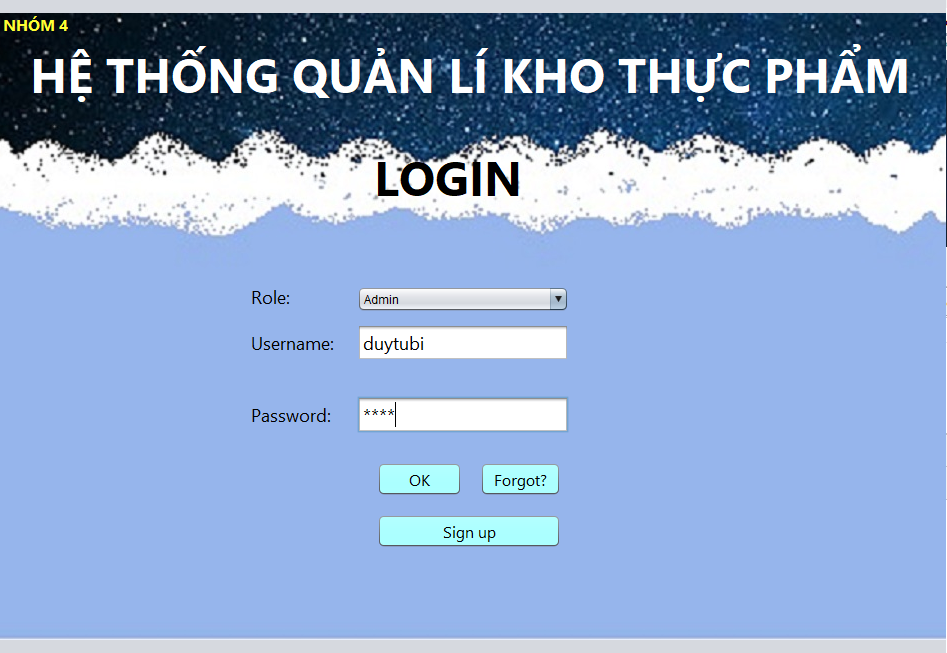 NHÓM 4
HỆ THỐNG QUẢN LÍ KHO THỰC PHẨM
LOGIN
Role: Admin
Username: duytubi
Password: ****
OK Forgot?
Sign up